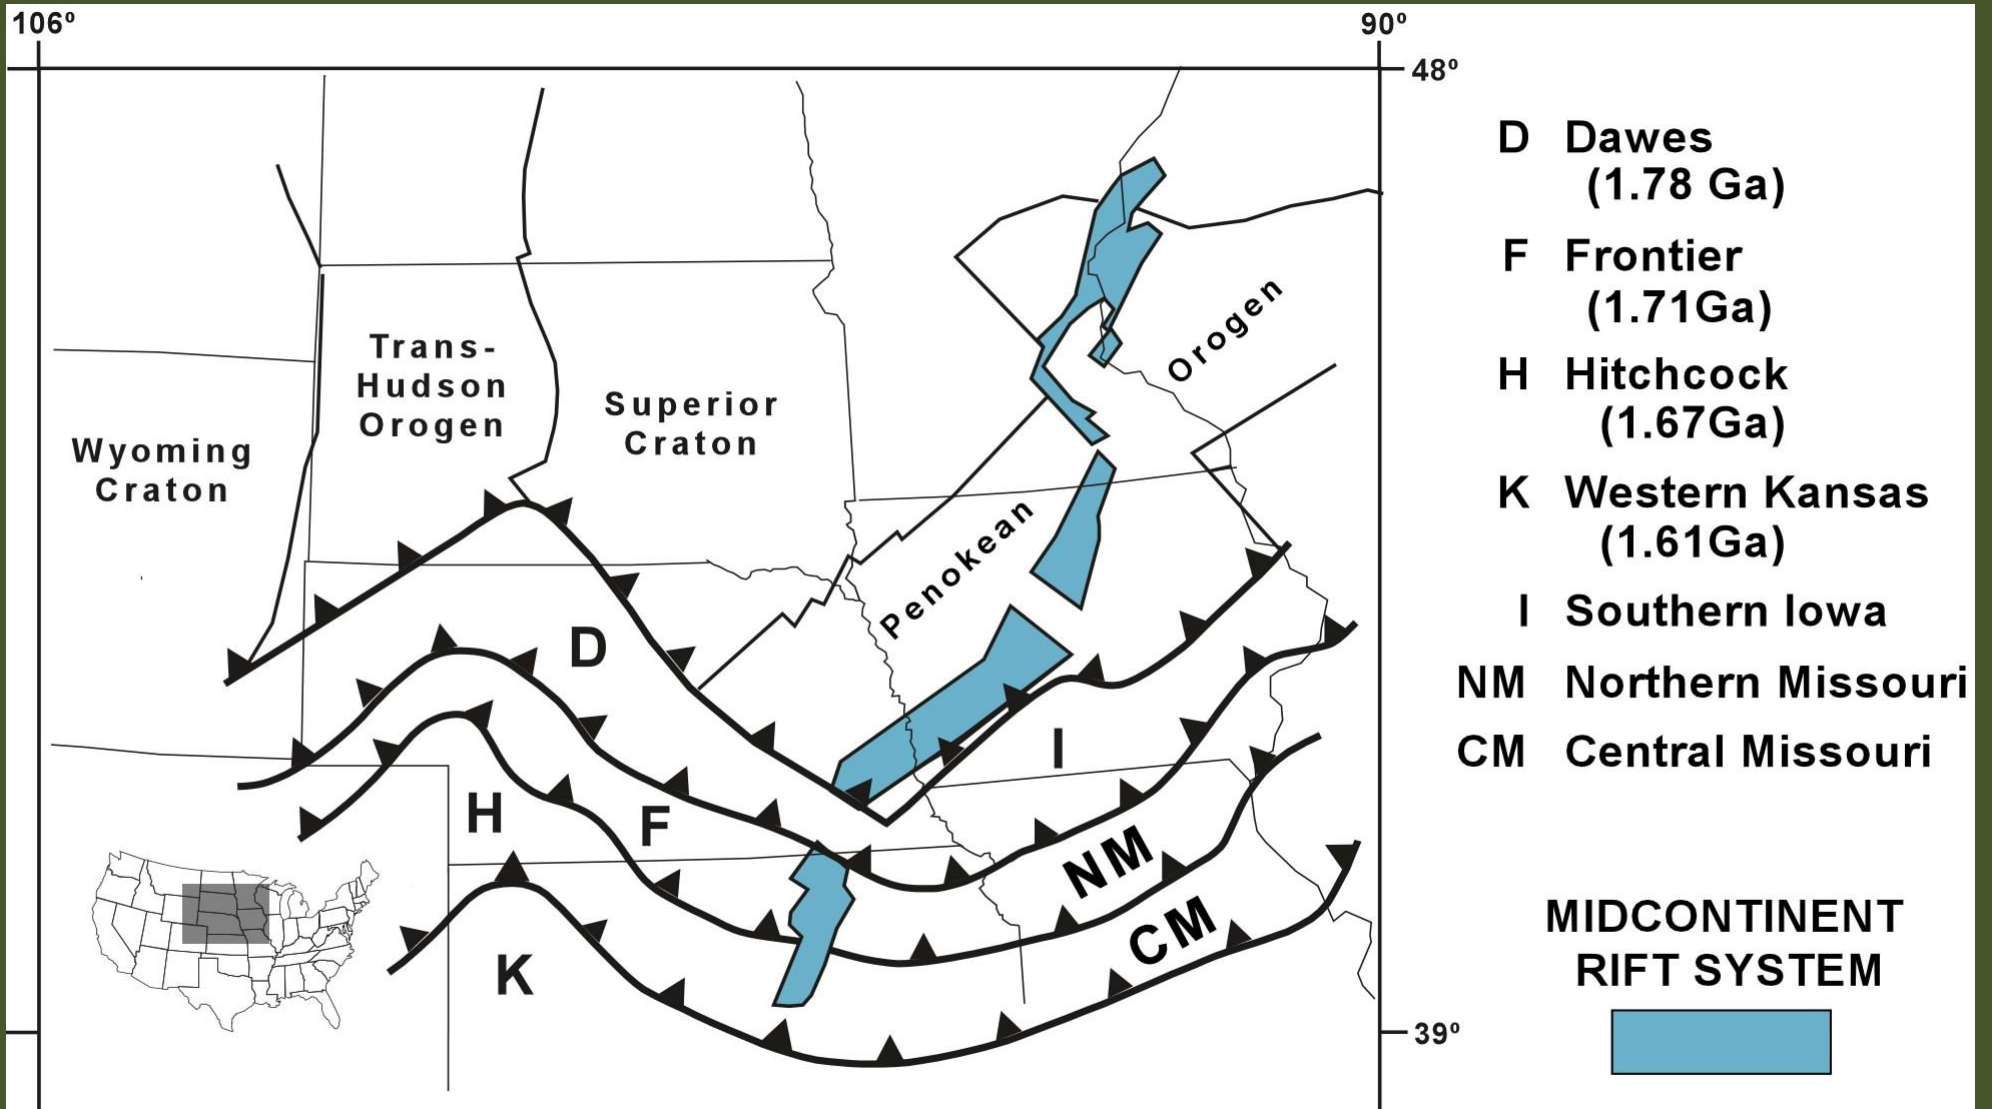 106º
90º
48º
Trans-
Hudson
Orogen
Superior
Craton
Wyoming
Craton
Orogen
Penokean
D
H
F
K
I
NM
CM
39º
D Dawes
(1.78 Ga)
F Frontier
(1.71Ga)
H Hitchcock
(1.67Ga)
K Western Kansas
(1.61Ga)
I Southern Iowa
NM Northern Missouri
CM Central Missouri
MIDCONTINENT
RIFT SYSTEM